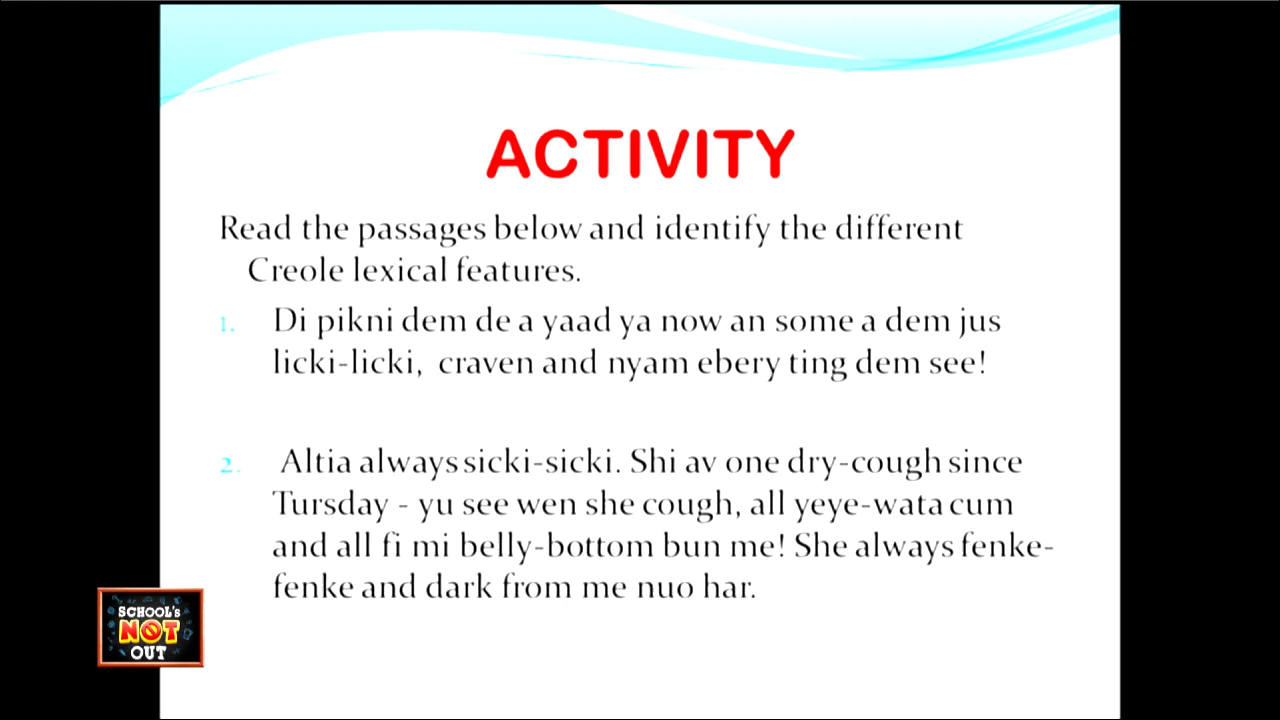 ACTIVITY
Read the passages below and identify the different
Creole lexical features.
1. Di pikni dem de a yaad ya now an some a dem jus
licki-licki, craven and nyam ebery ting dem see!
2. Altia always sicki-sicki. Shi av one dry-cough since
Tursday - yu see wen she cough, all yeye-wata cum
and all fi mi belly-bottom bun me! She always fenke-
fenke and dark from me nuo har.
SCHOOL'S
NOT
OUT